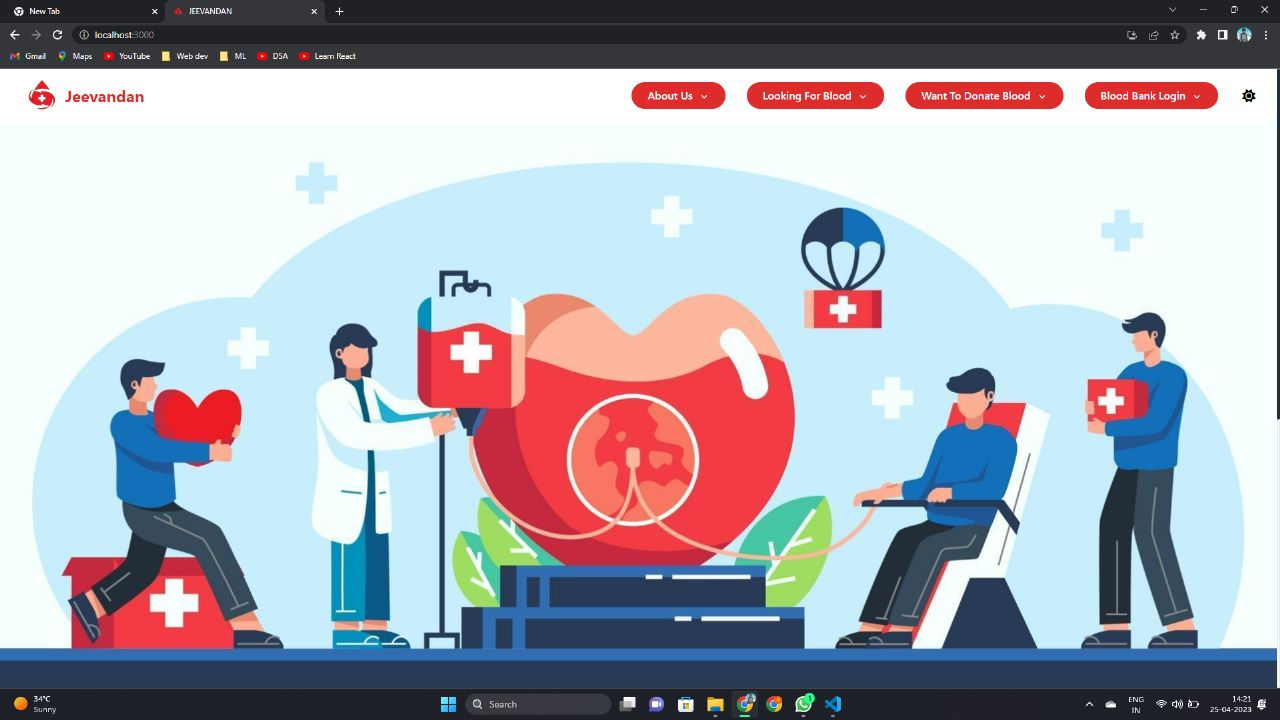 New Tab
JEEVANDAN
localhost:3000
Gmail
Maps
YouTube
Web dev
ML
DSA
Learn React
Jeevandan
About Us
Looking For Blood
Want To Donate Blood
Blood Bank Login
34°C
Sunny
Search
1
ENG
IN
14:21
25-04-2023